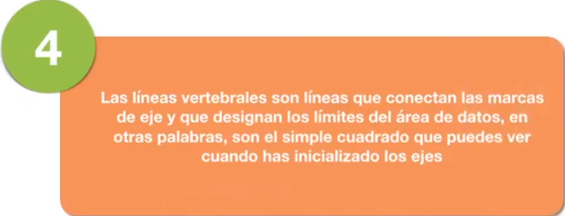 4
Las líneas vertebrales son líneas que conectan las marcas
de eje y que designan los límites del área de datos, en
otras palabras, son el simple cuadrado que puedes ver
cuando has inicializado los ejes